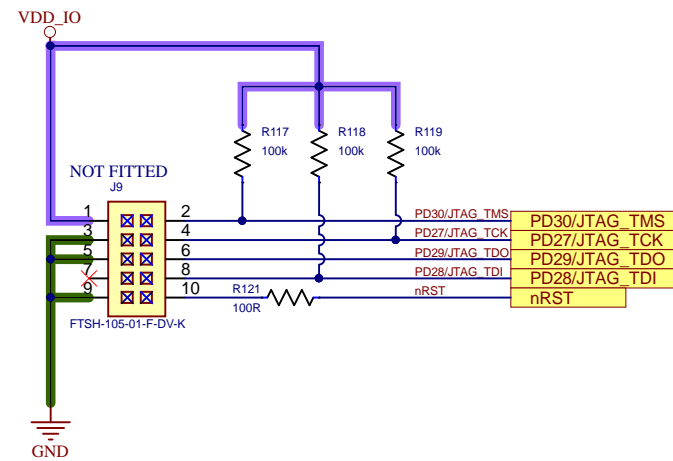 VDD_IO
R117
100k
R118
100k
R119
100k
NOT FITTED
J9
1
2
PD30/JTAG_TMS
PD30/JTAG_TMS
3
4
PD27/JTAG_TCK
PD27/JTAG_TCK
5
6
PD29/JTAG_TDO
PD29/JTAG_TDO
7
8
PD28/JTAG_TDI
PD28/JTAG_TDI
9
10
R121
100R
nRST
nRST
FTSH-105-01-F-DV-K
GND